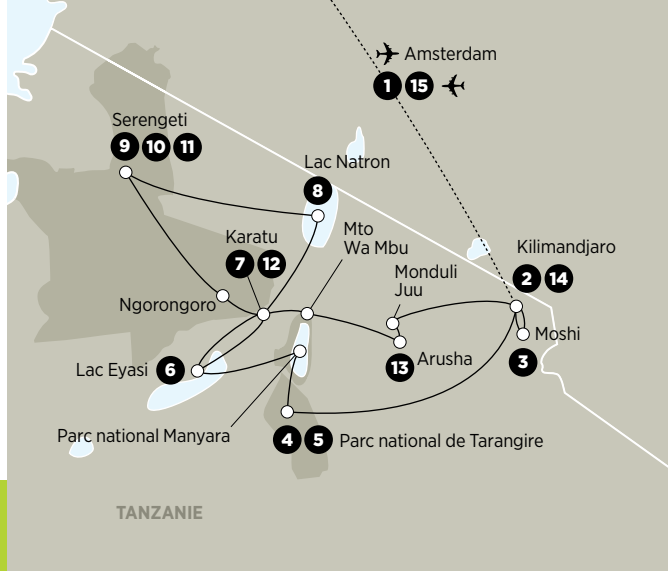 Amsterdam
1 15
Serengeti
9 10 11
Lac Natron
8
Mto
Wa Mbu
Karatu
7 12
Monduli
Juu
Kilimandjaro
2 14
Ngorongoro
Moshi
3
Lac Eyasi 6
13 Arusha
Parc national Manyara
4 5 Parc national de Tarangire
TANZANIE